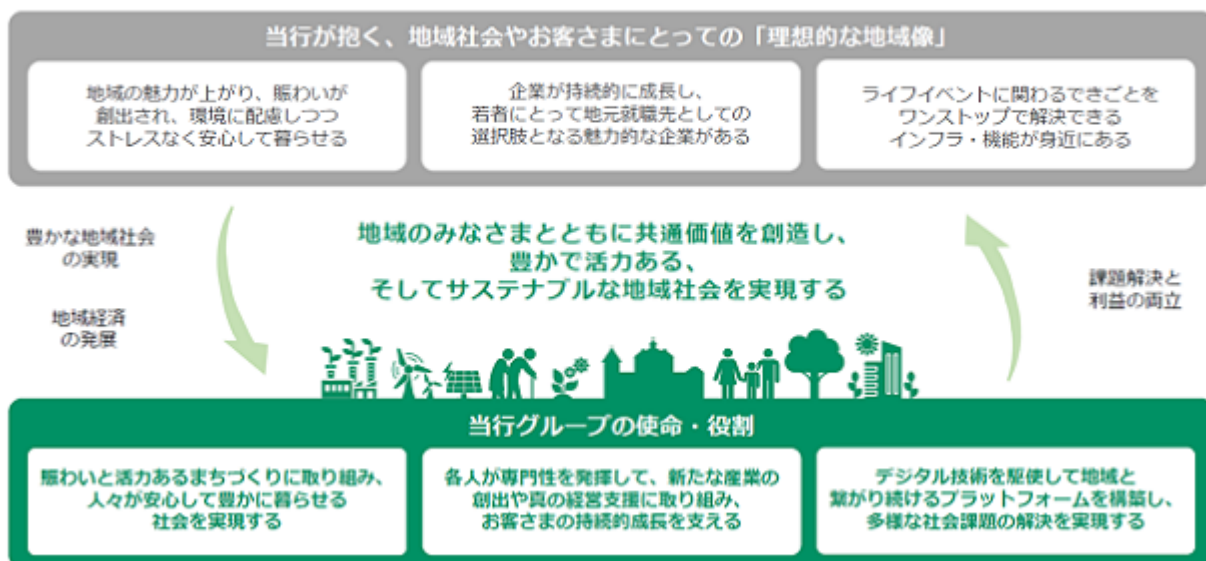 当行が抱く、地域社会やお客さまにとっての「理想的な地域像」
地域の魅力が上がり、賑わいが
創出され、環境に配慮しつつ
ストレスなく安心して暮らせる
企業が持続的に成長し、
若者にとって地元就職先としての
選択肢となる魅力的な企業がある
ライフイベントに関わるできごとを
ワンストップで解決できる
インフラ・機能が身近にある
豊かな地域社会
の実現
地域経済
の発展
地域のみなさまとともに共通価値を創造し、
豊かで活力ある、
そしてサステナブルな地域社会を実現する
課題解決と
利益の両立
当行グループの使命・役割
賑わいと活力あるまちづくりに取り組み、
人々が安心して豊かに暮らせる
社会を実現する
各人が専門性を発揮して、新たな産業の
創出や真の経営支援に取り組み、
お客さまの持続的成長を支える
デジタル技術を駆使して地域と
繋がり続けるプラットフォームを構築し、
多様な社会課題の解決を実現する